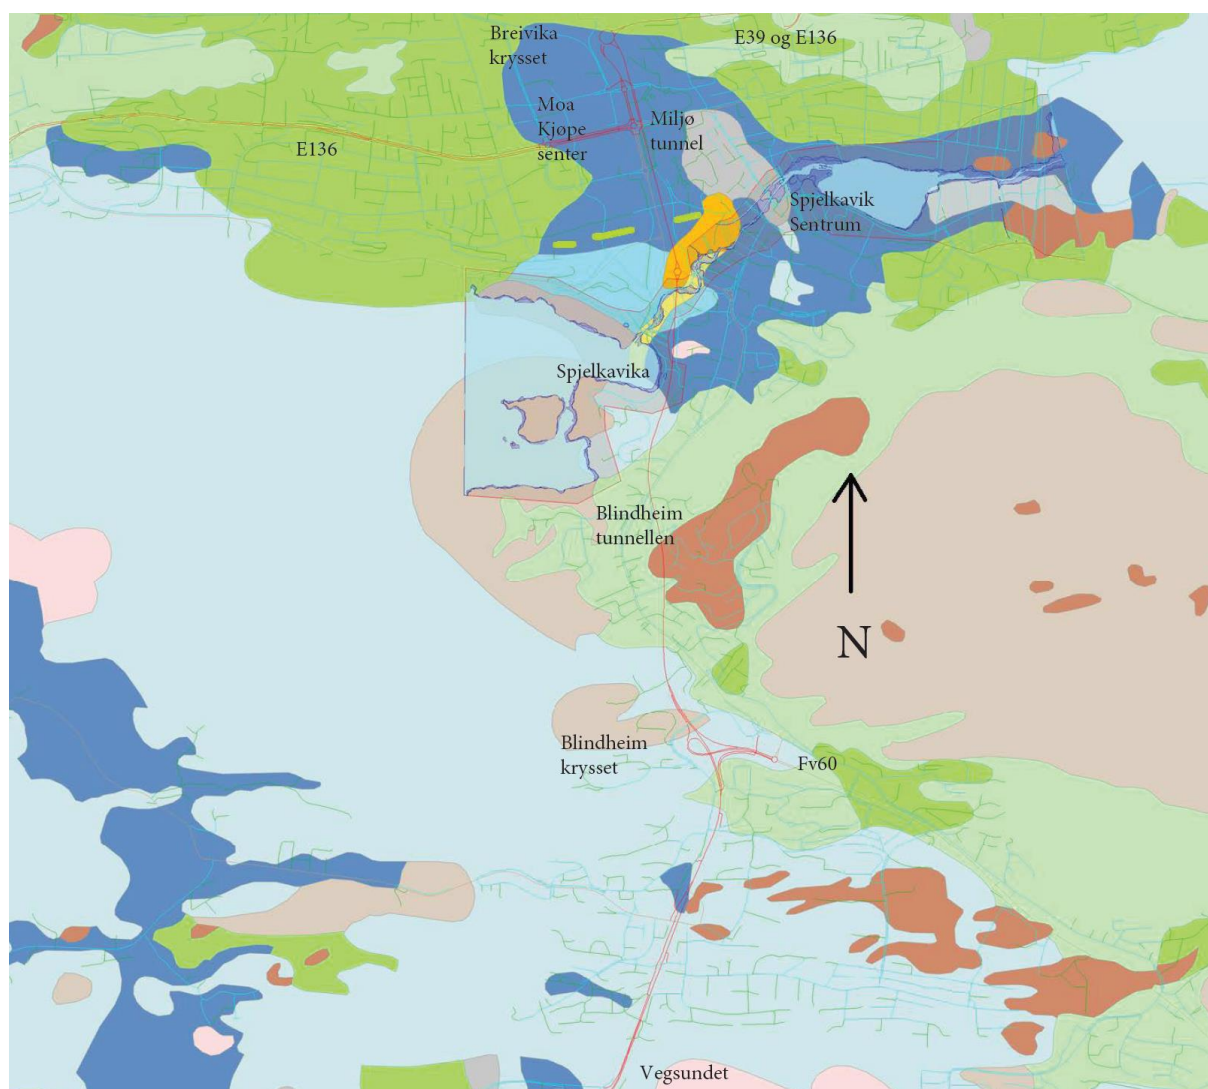 Breivika
krysset
E39 og E136
Moa
Kjøpe
senter
Miljø
tunnel
E136
Spjelkavik
Sentrum
Spjelkavika
Blindheim
tunnellen
N
Blindheim
krysset
Fv60
Vegsundet